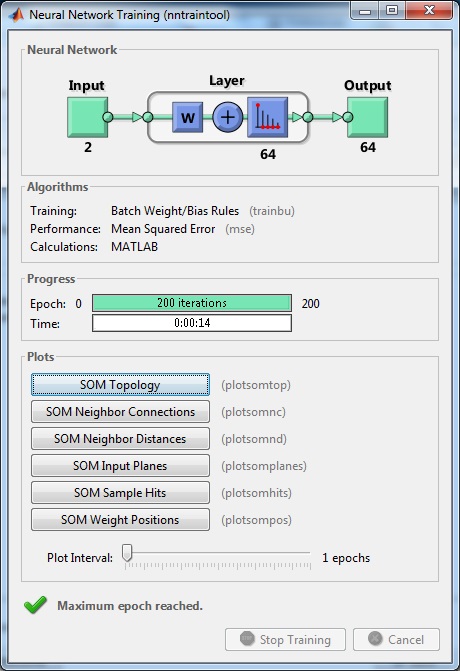 Neural Network Training (nntraintool)
Neural Network
Layer
Input
Output
W
2
64
64
Algorithms
Training: Batch Weight/Bias Rules (trainbu)
Performance: Mean Squared Error (mse)
Calculations: MATLAB
Progress
Epoch: 0 200 iterations 200
Time: 0:00:14
Plots
SOM Topology (plotsomtop)
SOM Neighbor Connections (plotsomnc)
SOM Neighbor Distances (plotsomnd)
SOM Input Planes (plotsomplanes)
SOM Sample Hits (plotsomhits)
SOM Weight Positions (plotsompos)
Plot Interval: 1 epochs
Maximum epoch reached.
Stop Training Cancel